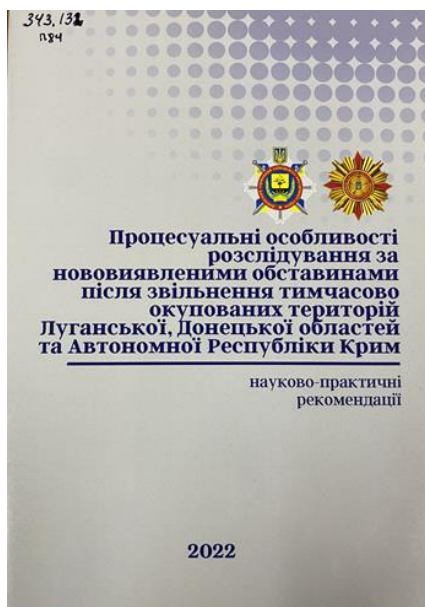 343.132
П84
Процесуальні особливості
розслідування за
нововиявленими обставинами
після звільнення тимчасово
окупованих територій
Луганської, Донецької областей
та Автономної Республіки Крим
науково-практичні
рекомендації
2022